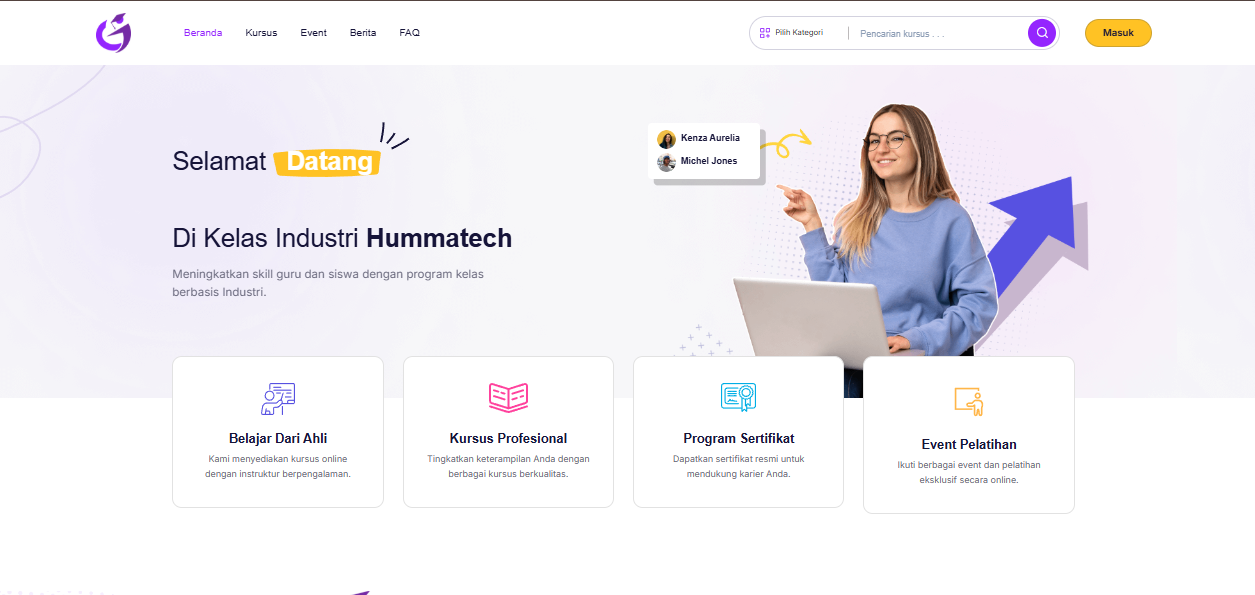 Beranda Kursus Event Berita FAQ Pilih Kategori Pencarian kursus . . . Masuk
Selamat Datang
Kenza Aurelia
Michel Jones
Di Kelas Industri Hummatech
Meningkatkan skill guru dan siswa dengan program kelas
berbasis Industri.
Belajar Dari Ahli
Kami menyediakan kursus online
dengan instruktur berpengalaman.
Kursus Profesional
Tingkatkan keterampilan Anda dengan
berbagai kursus berkualitas.
Program Sertifikat
Dapatkan sertifikat resmi untuk
mendukung karier Anda.
Event Pelatihan
Ikuti berbagai event dan pelatihan
eksklusif secara online.